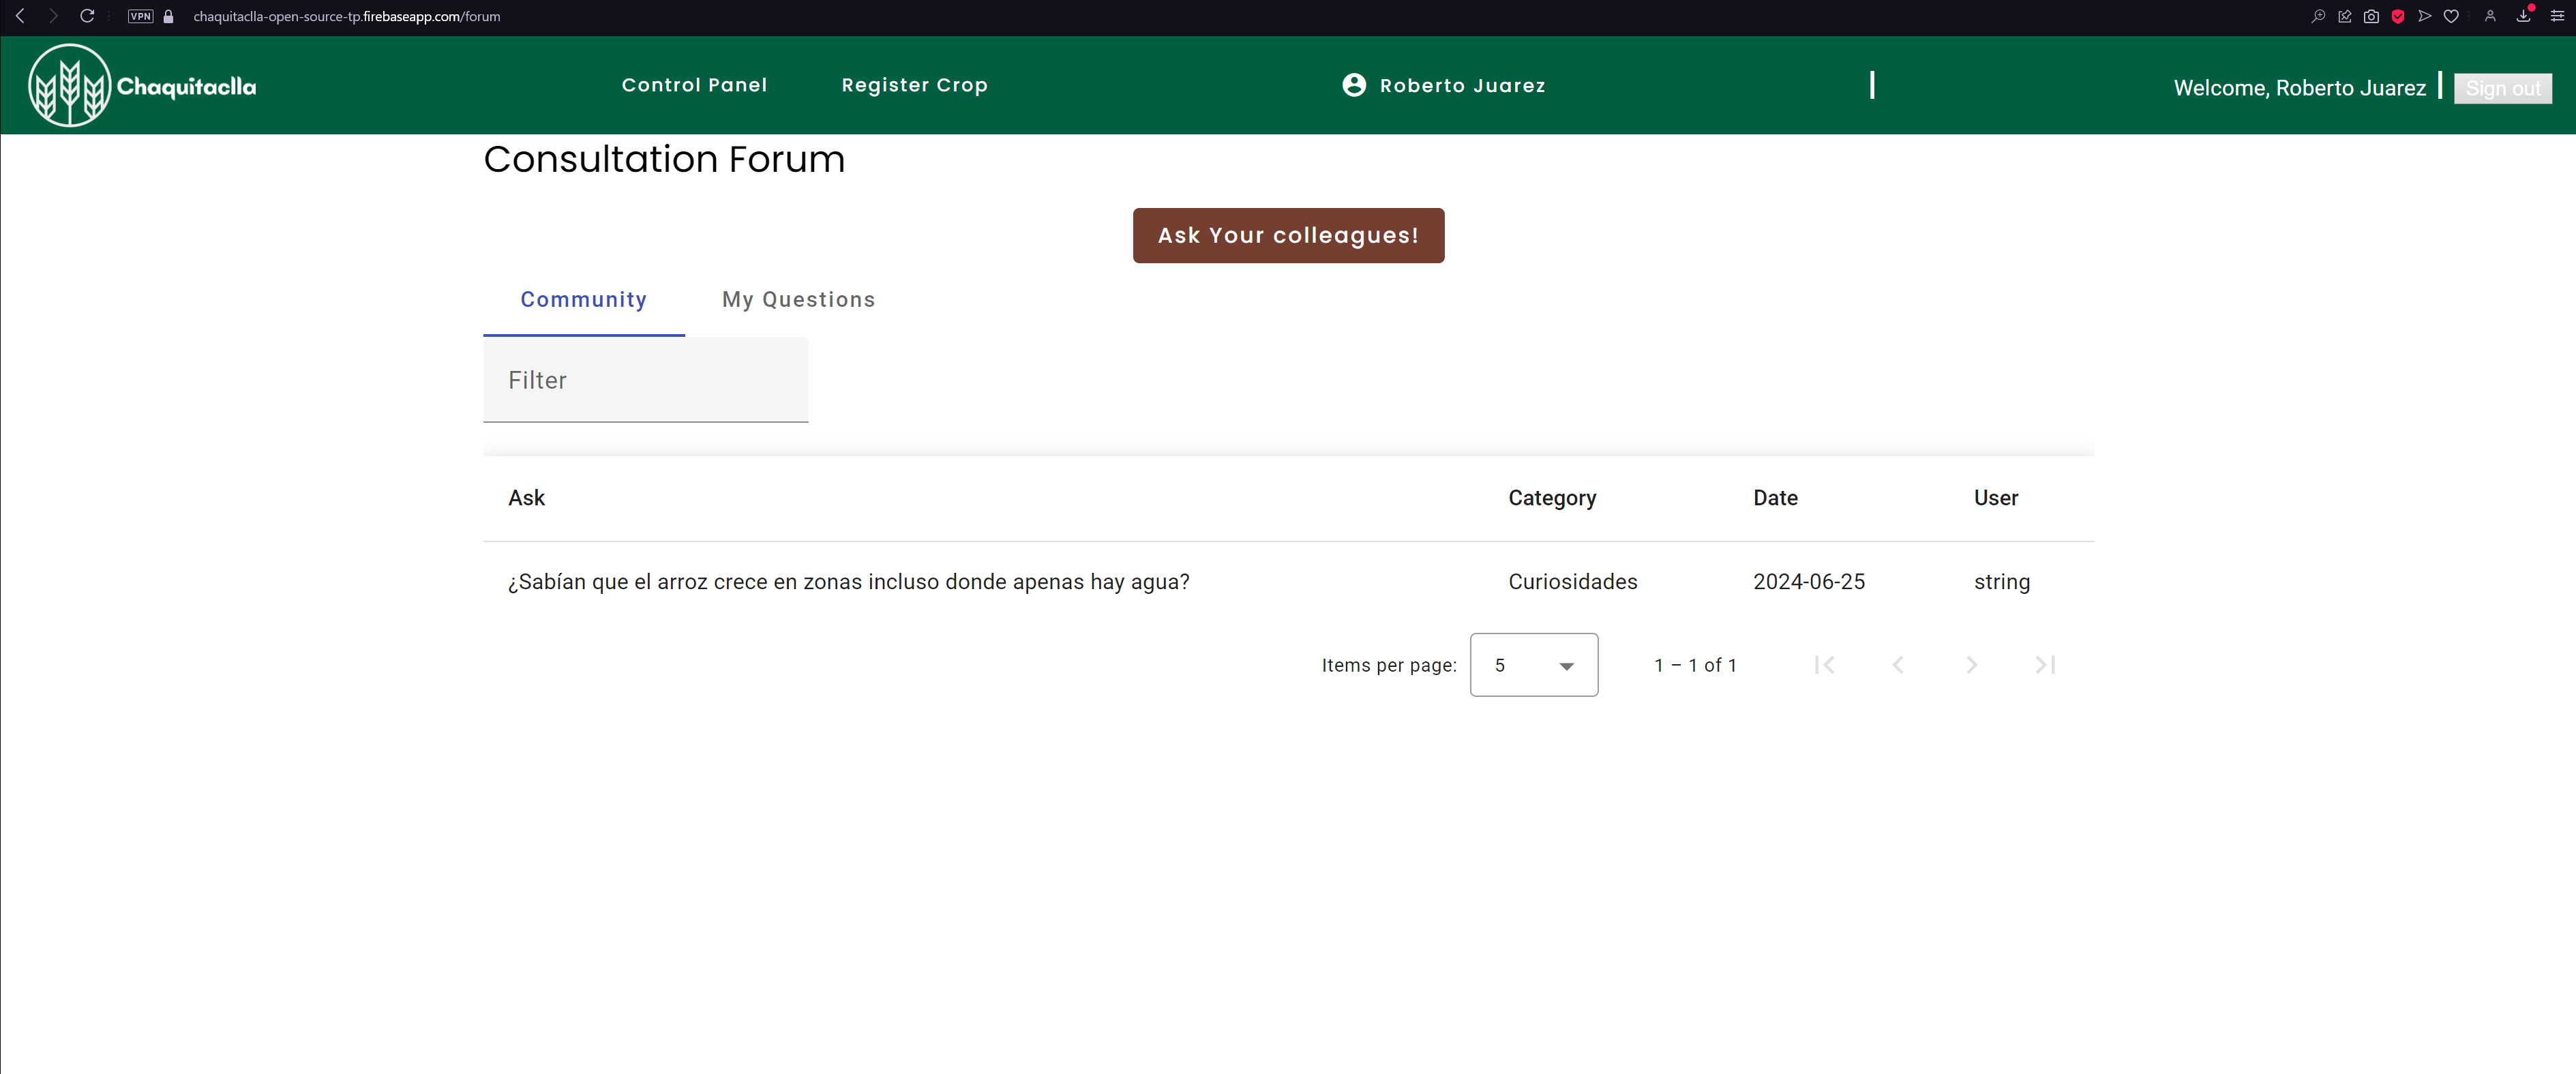 VPN chaquitaclla-open-source-tp.firebaseapp.com/forum
Chaquitaclla Control Panel Register Crop Roberto Juarez | Welcome, Roberto Juarez | Sign out
Consultation Forum
Ask Your colleagues!
Community My Questions
Filter
Ask Category Date User
¿Sabían que el arroz crece en zonas incluso donde apenas hay agua? Curiosidades 2024-06-25 string
Items per page: 5 1 – 1 of 1